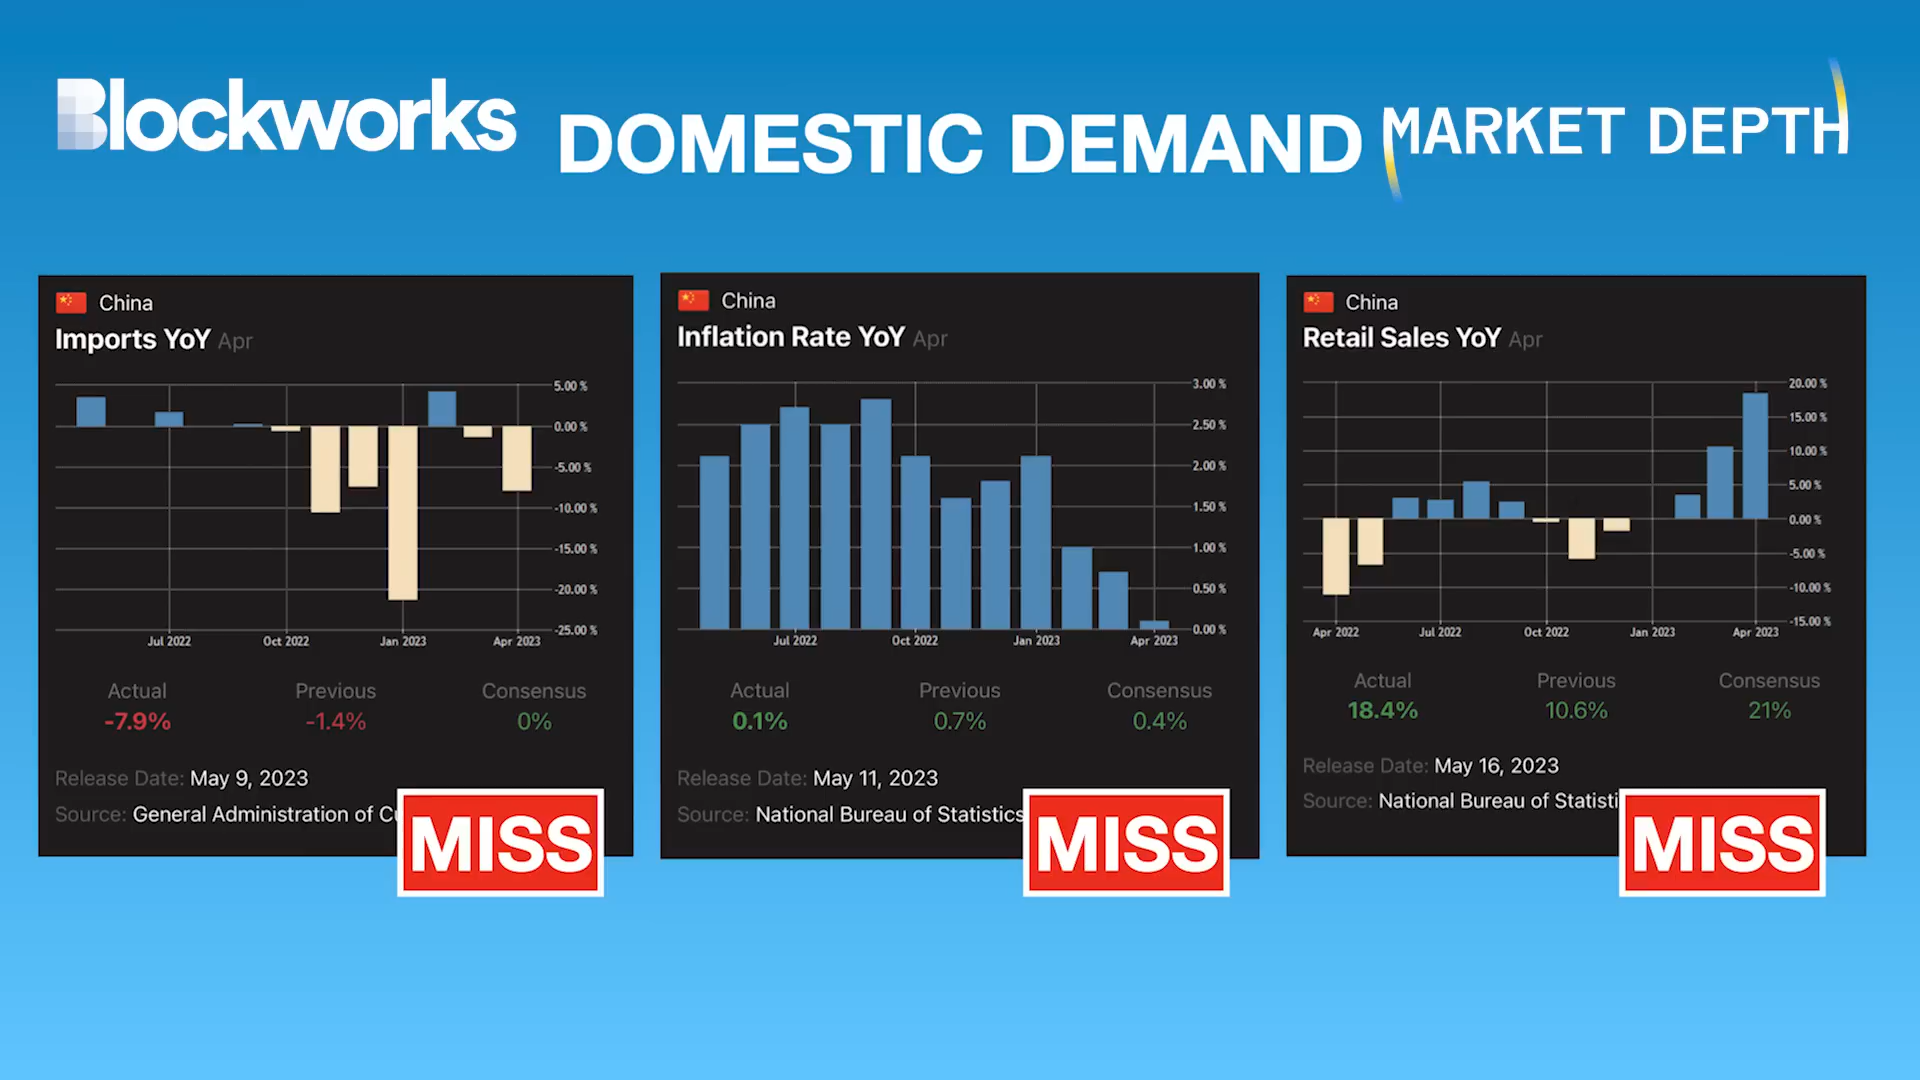 Blockworks
DOMESTIC DEMAND
MARKET DEPTH
China
Imports YoY Apr
5.00 %
0.00 %
-5.00 %
-10.00 %
-15.00 %
-20.00 %
-25.00 %
Jul 2022 Oct 2022 Jan 2023 Apr 2023
Actual Previous Consensus
-7.9% -1.4% 0%
Release Date: May 9, 2023
Source: General Administration of
MISS
China
Inflation Rate YoY Apr
3.00 %
2.50 %
2.00 %
1.50 %
1.00 %
0.50 %
0.00 %
Jul 2022 Oct 2022 Jan 2023 Apr 2023
Actual Previous Consensus
0.1% 0.7% 0.4%
Release Date: May 11, 2023
Source: National Bureau of Statistics
MISS
China
Retail Sales YoY Apr
20.00 %
15.00 %
10.00 %
5.00 %
0.00 %
-5.00 %
-10.00 %
-15.00 %
Apr 2022 Jul 2022 Oct 2022 Jan 2023 Apr 2023
Actual Previous Consensus
18.4% 10.6% 21%
Release Date: May 16, 2023
Source: National Bureau of Statisti
MISS